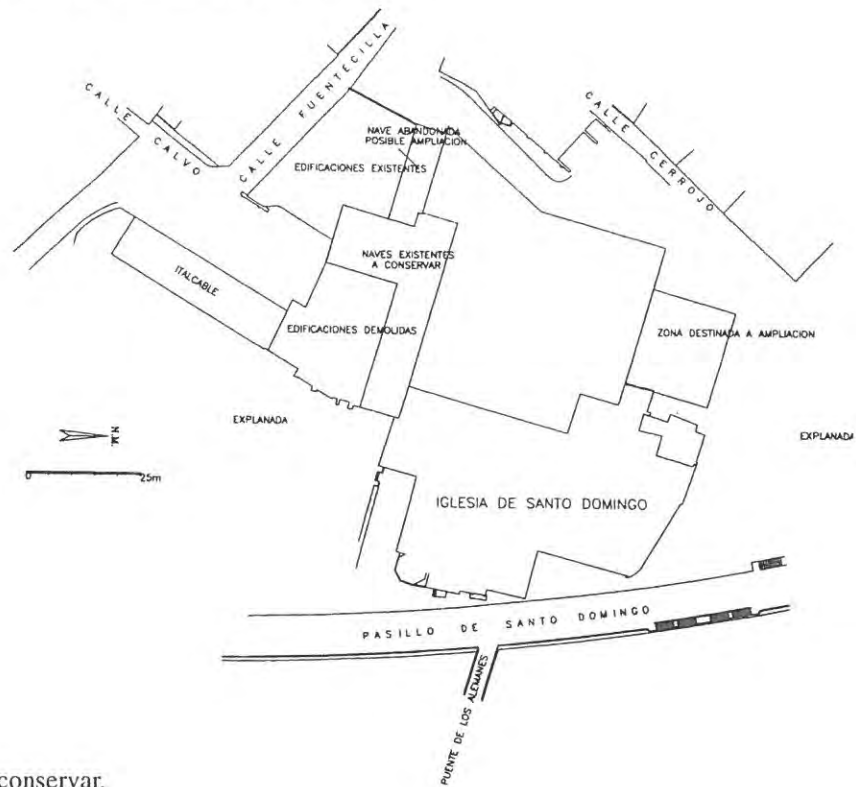 CALLE CALVO
CALLE FUENTECILLA
CALLE CERROJO
NAVE ABANDONADA
POSIBLE AMPLIACION
EDIFICACIONES EXISTENTES
NAVES EXISTENTES
A CONSERVAR
ITALCABLE
EDIFICACIONES DEMOLIDAS
ZONA DESTINADA A AMPLIACION
EXPLANADA
EXPLANADA
N.M.
0 25m
IGLESIA DE SANTO DOMINGO
PASILLO DE SANTO DOMINGO
PUENTE DE LOS ALEMANES
conservar.